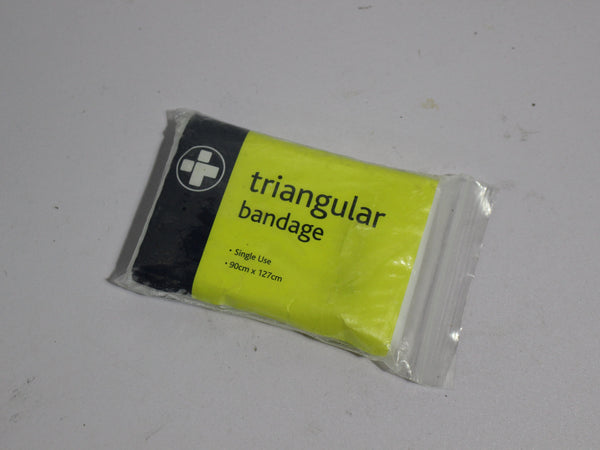 triangular
bandage
• Single Use
• 90cm x 127cm